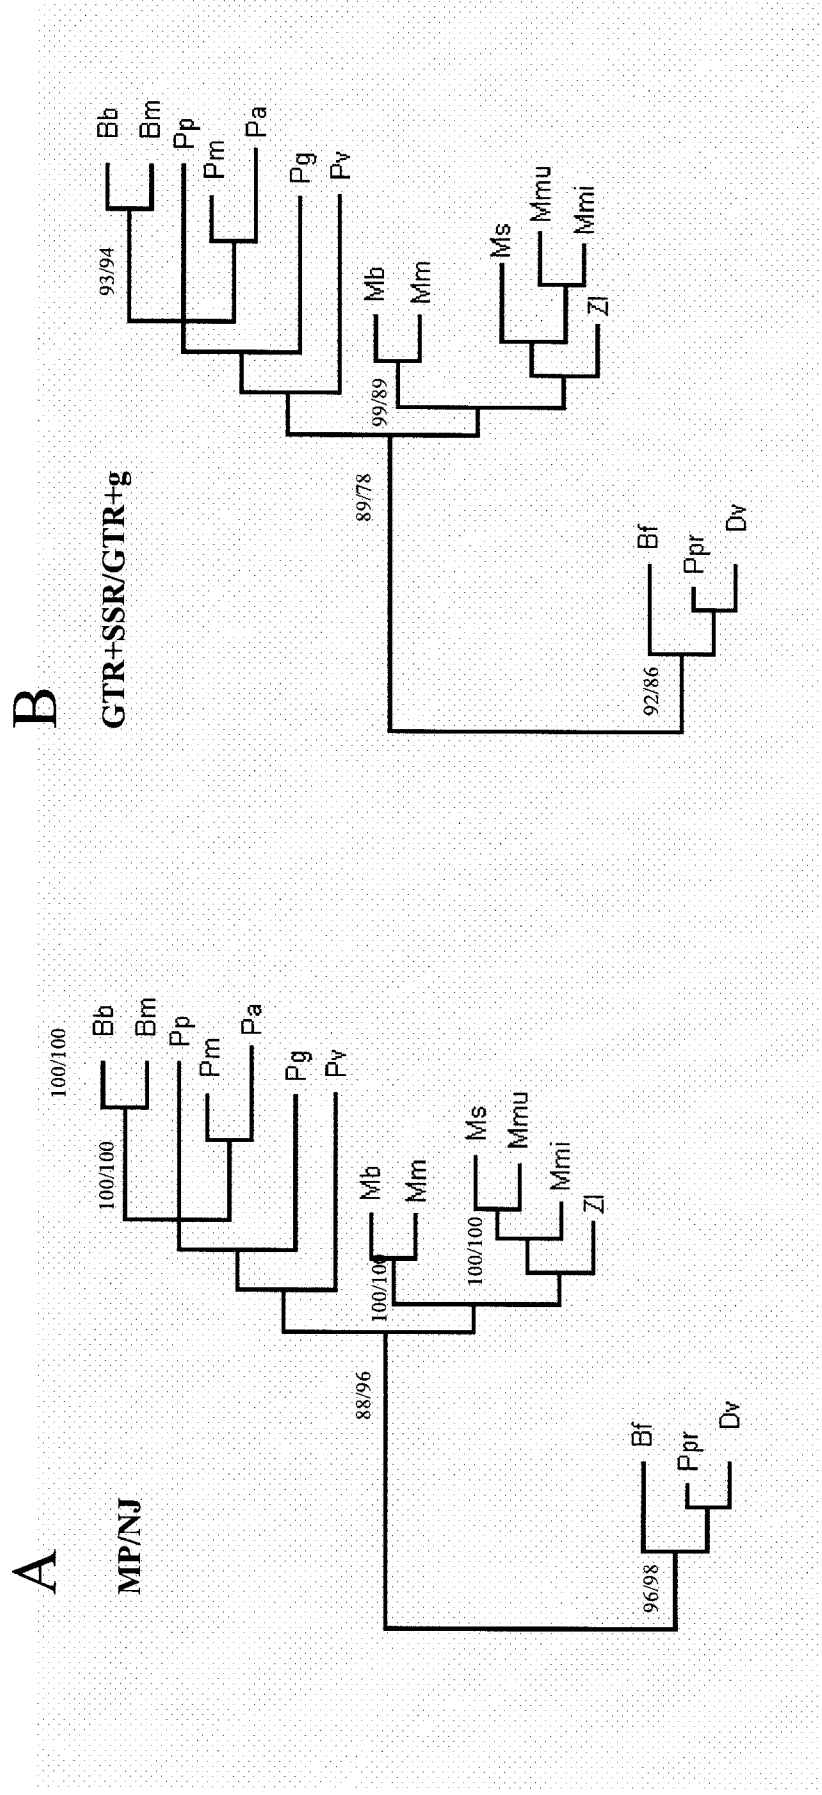 A
MP/NJ
100/100
100/100
Bb
Bm
Pp
Pm
Pa
Pg
Pv
88/96
100/100
Mb
Mm
100/100
Ms
Mmu
Mmi
Zl
96/98
Bf
Ppr
Dv
B
GTR+SSR/GTR+g
93/94
Bb
Bm
Pp
Pm
Pa
Pg
Pv
89/78
99/89
Mb
Mm
Ms
Mmu
Mmi
Zl
92/86
Bf
Ppr
Dv